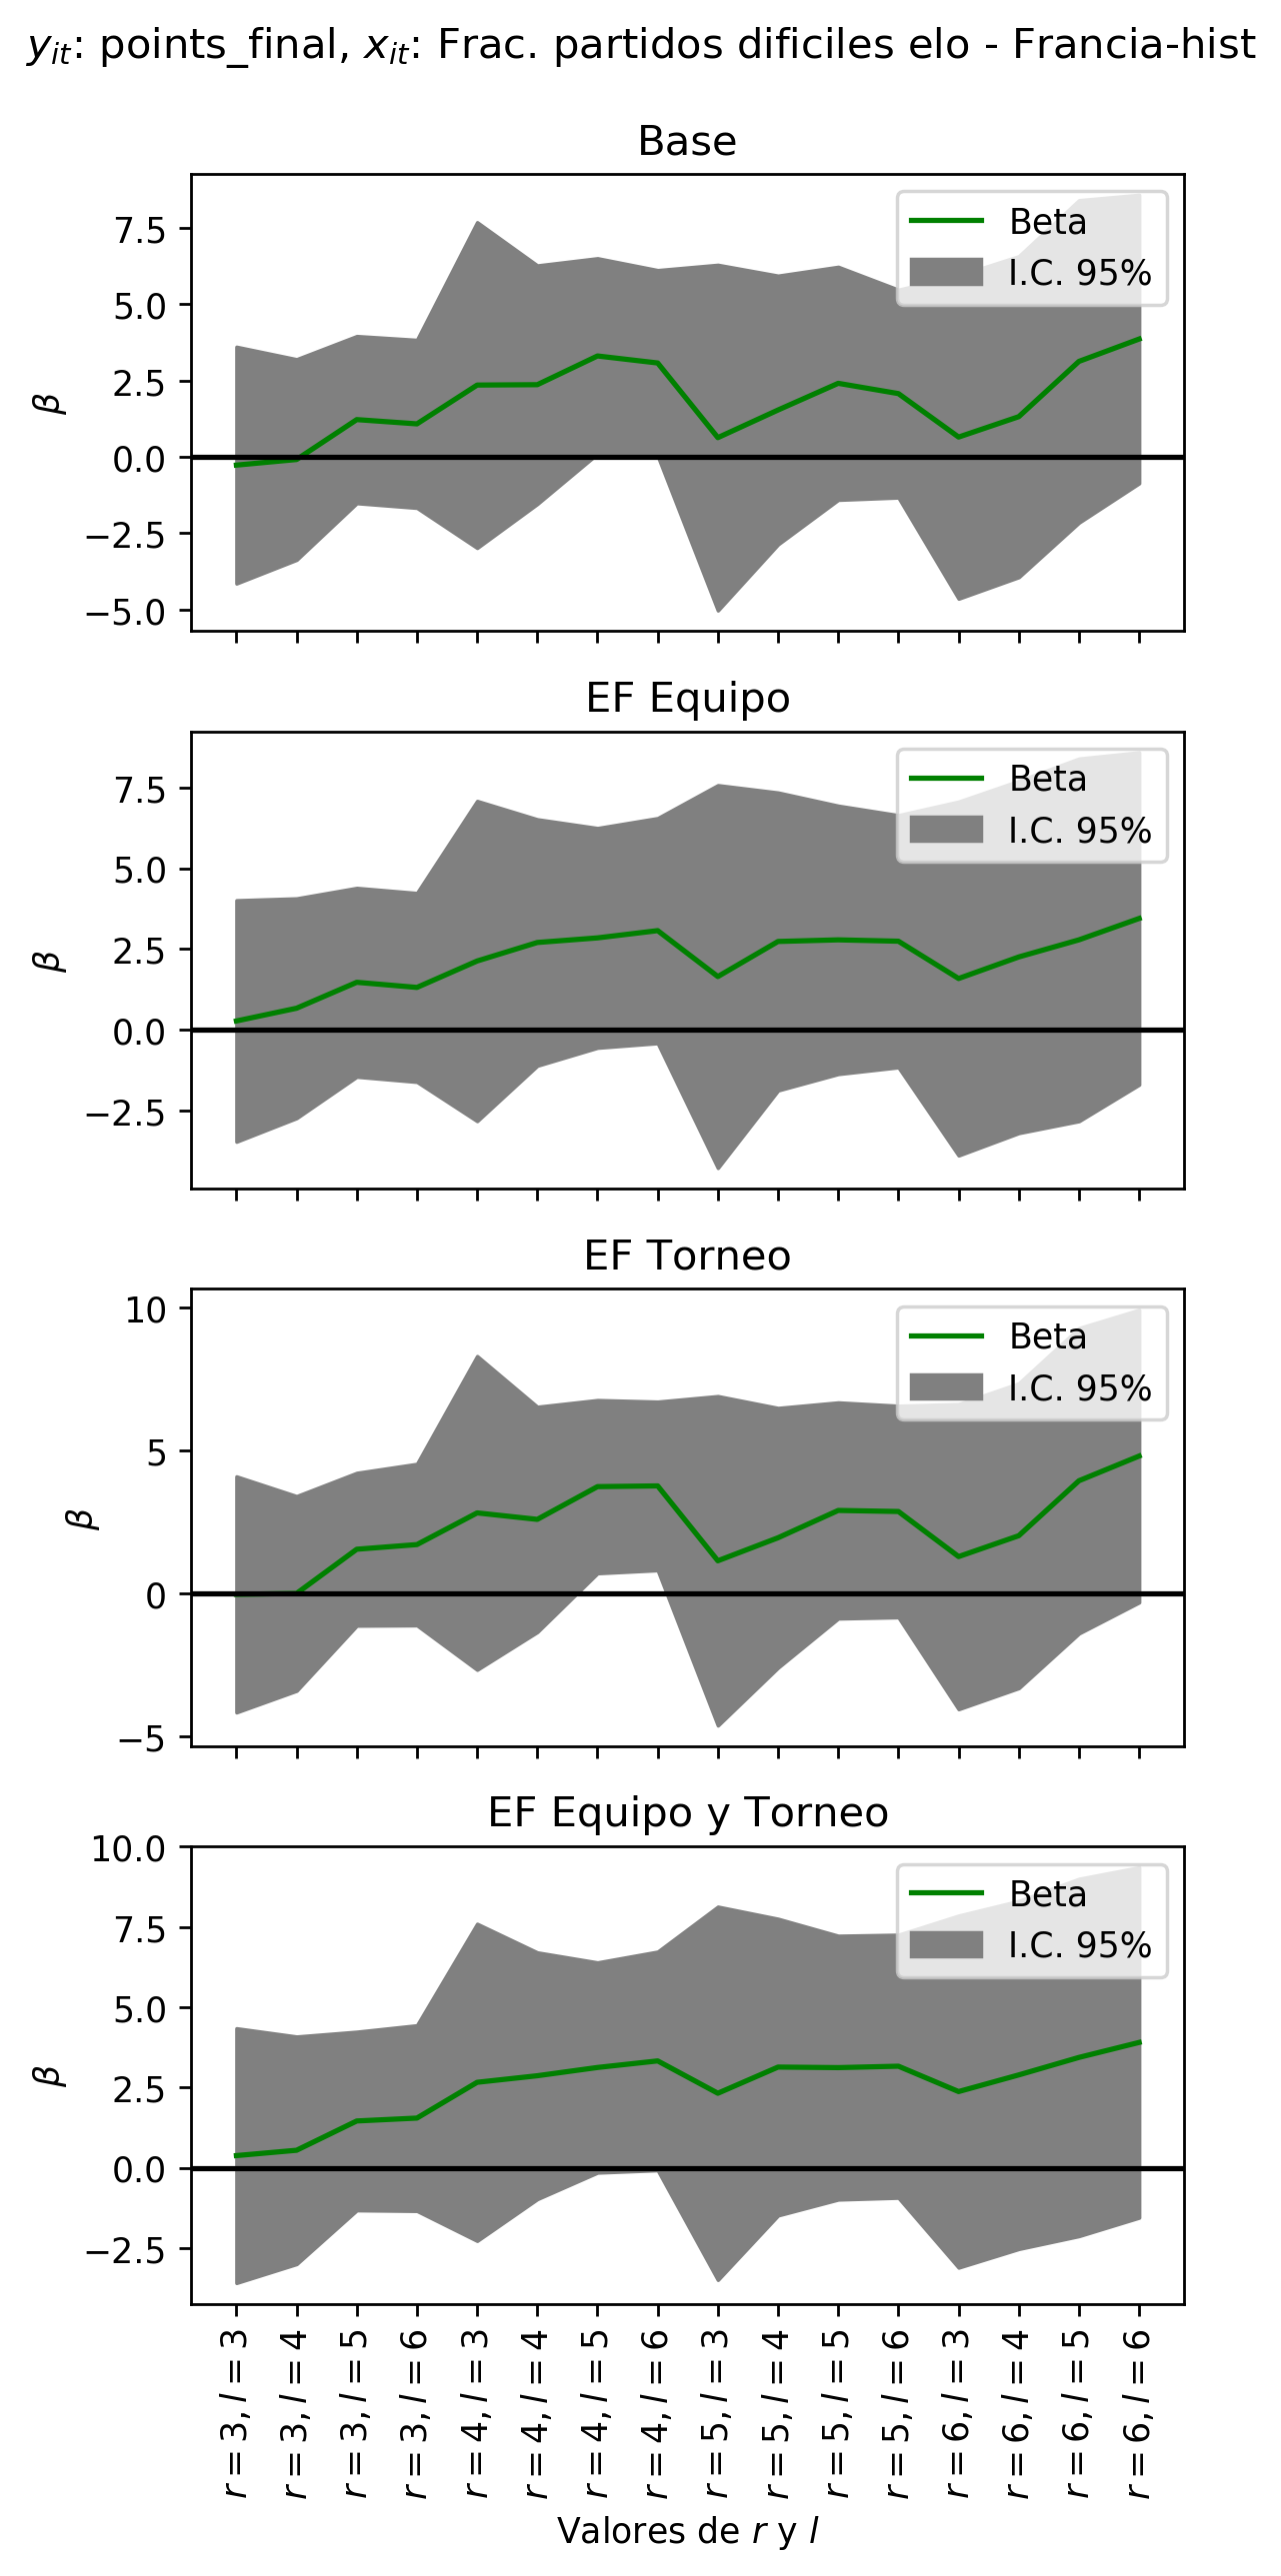 y_it: points_final, x_it: Frac. partidos dificiles elo - Francia-hist
Base
Beta
I.C. 95%
7.5
5.0
2.5
0.0
−2.5
−5.0
β
EF Equipo
Beta
I.C. 95%
7.5
5.0
2.5
0.0
−2.5
β
EF Torneo
Beta
I.C. 95%
10
5
0
−5
β
EF Equipo y Torneo
Beta
I.C. 95%
10.0
7.5
5.0
2.5
0.0
−2.5
β
r = 3, l = 3
r = 3, l = 4
r = 3, l = 5
r = 3, l = 6
r = 4, l = 3
r = 4, l = 4
r = 4, l = 5
r = 4, l = 6
r = 5, l = 3
r = 5, l = 4
r = 5, l = 5
r = 5, l = 6
r = 6, l = 3
r = 6, l = 4
r = 6, l = 5
r = 6, l = 6
Valores de r y l